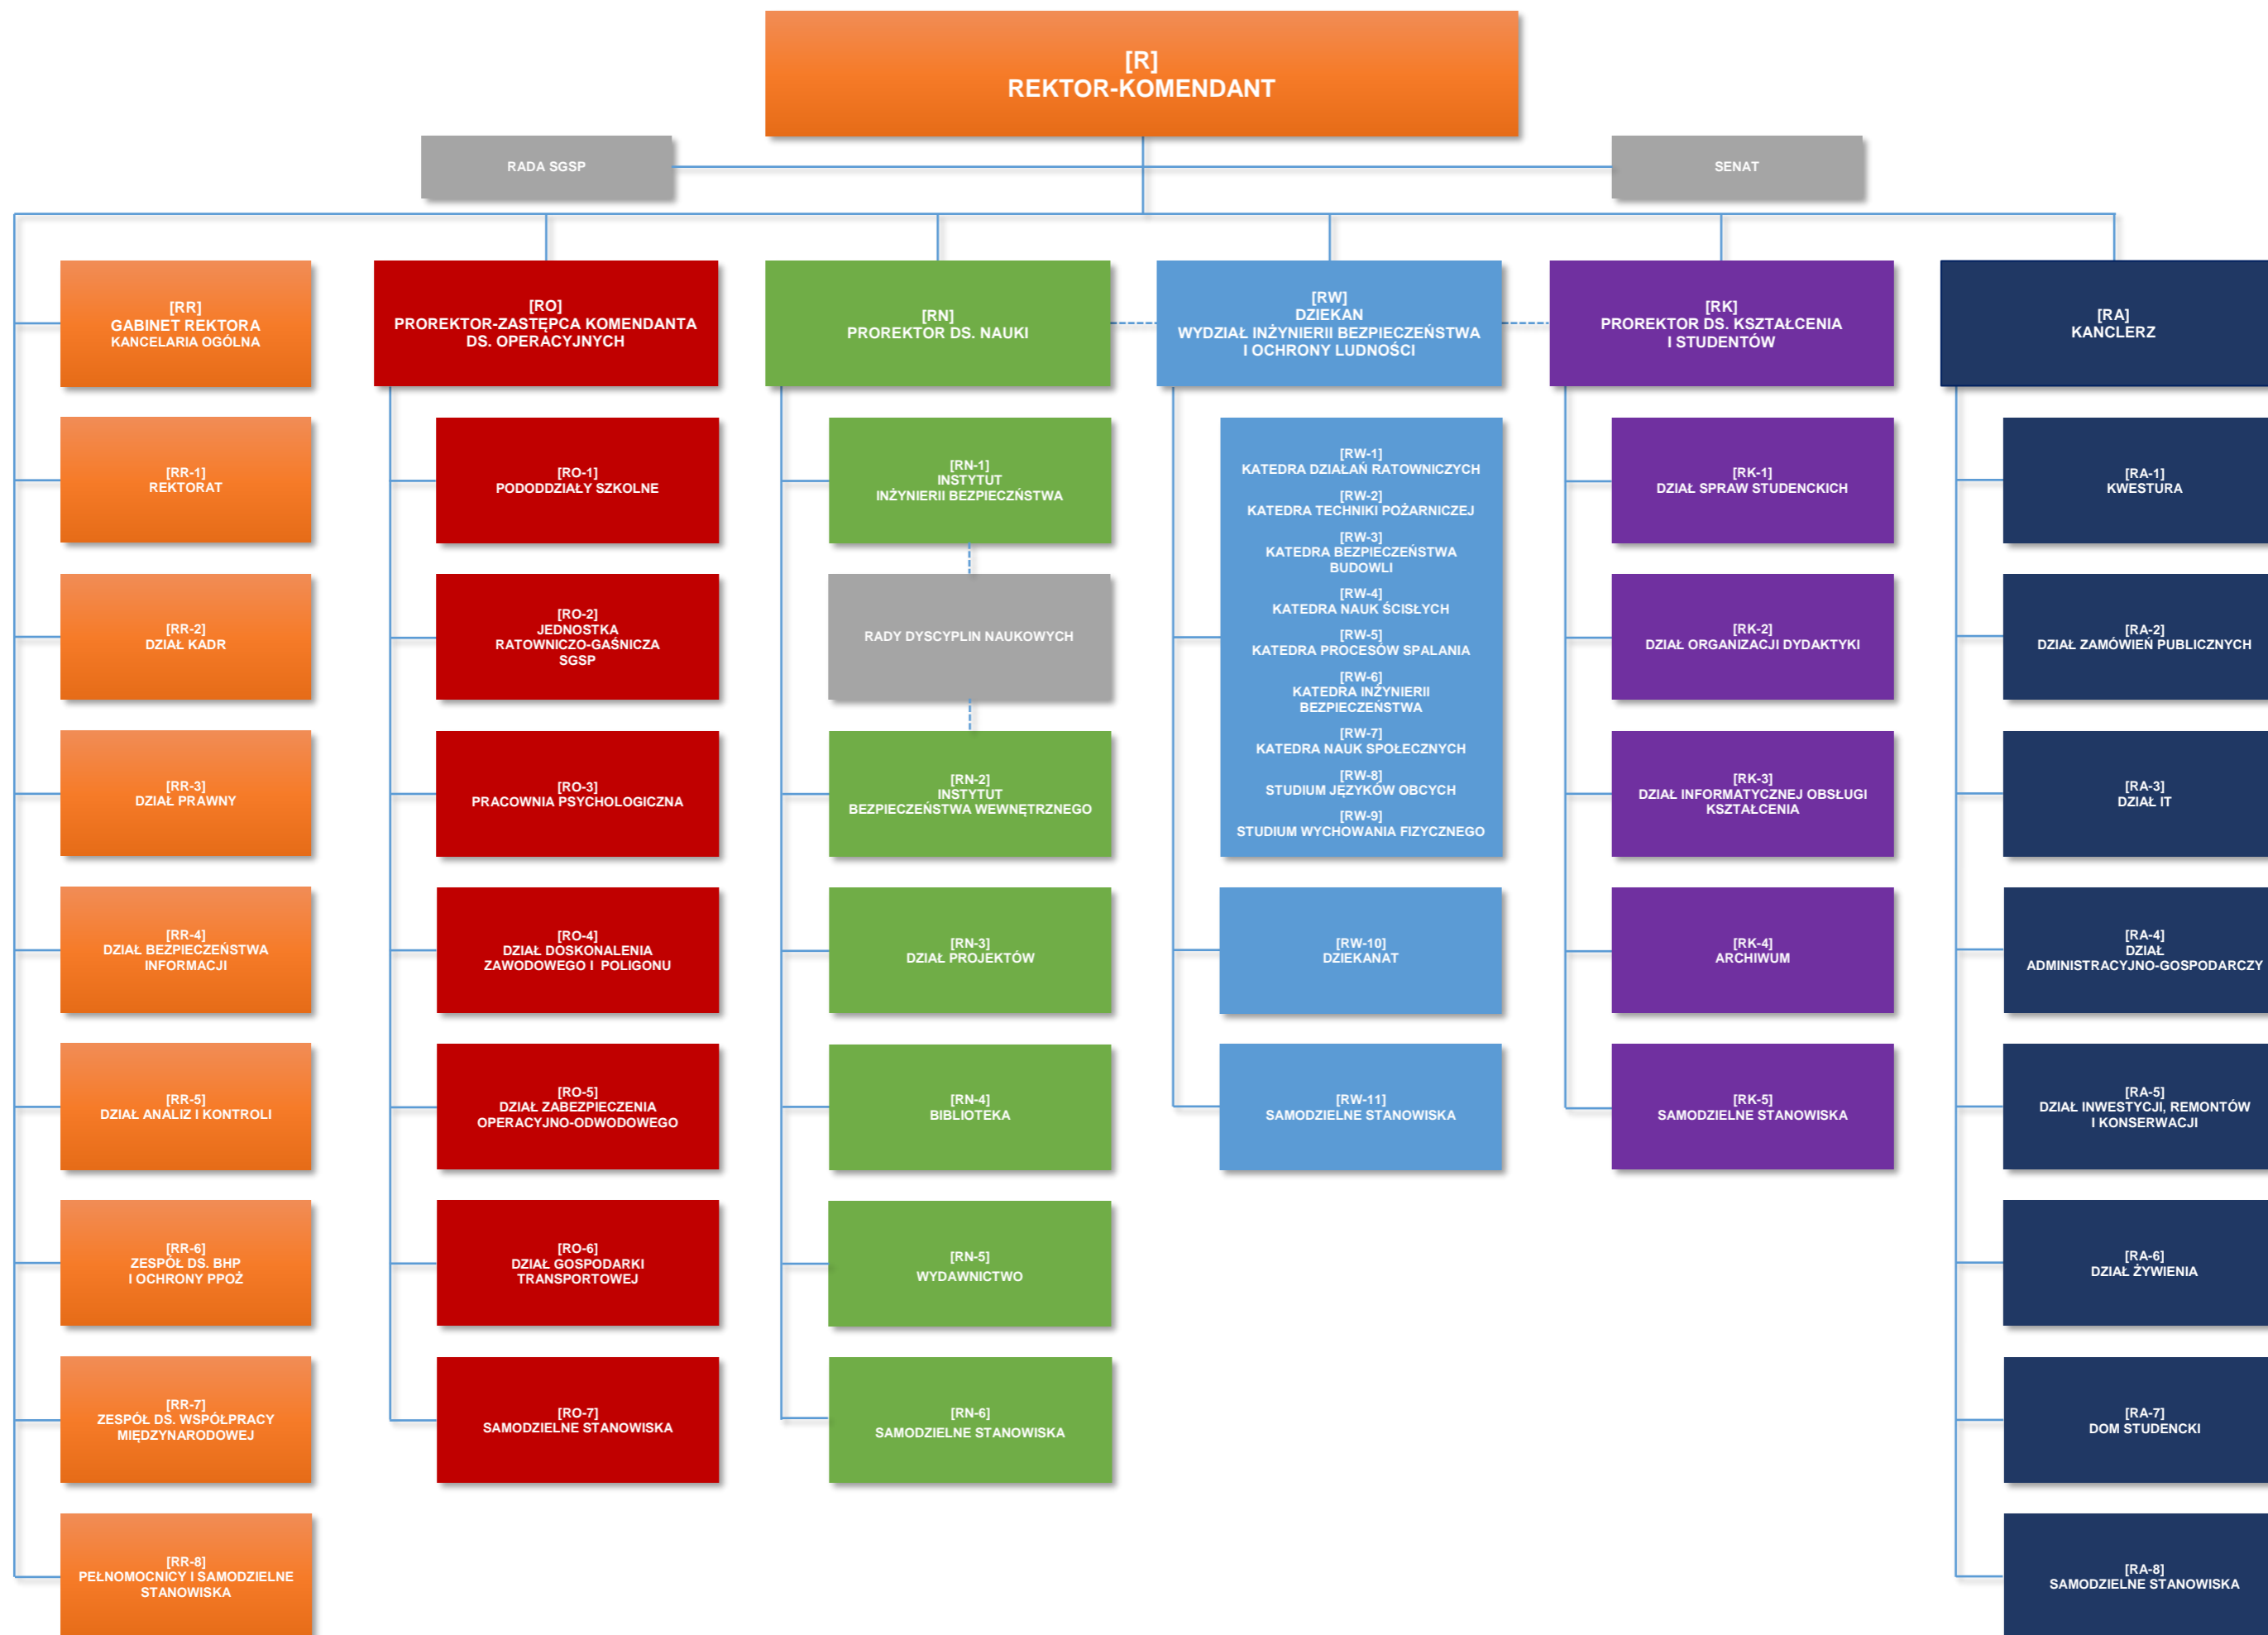 [R]
REKTOR-KOMENDANT
RADA SGSP
SENAT
[RR]
GABINET REKTORA
KANCELARIA OGÓLNA
[RO]
PROREKTOR-ZASTĘPCA KOMENDANTA
DS. OPERACYJNYCH
[RN]
PROREKTOR DS. NAUKI
[RW]
DZIEKAN
WYDZIAŁ INŻYNIERII BEZPIECZEŃSTWA
I OCHRONY LUDNOŚCI
[RK]
PROREKTOR DS. KSZTAŁCENIA
I STUDENTÓW
[RA]
KANCLERZ
[RR-1]
REKTORAT
[RR-2]
DZIAŁ KADR
[RR-3]
DZIAŁ PRAWNY
[RR-4]
DZIAŁ BEZPIECZEŃSTWA
INFORMACJI
[RR-5]
DZIAŁ ANALIZ I KONTROLI
[RR-6]
ZESPÓŁ DS. BHP
I OCHRONY PPOŻ
[RR-7]
ZESPÓŁ DS. WSPÓŁPRACY
MIĘDZYNARODOWEJ
[RR-8]
PEŁNOMOCNICY I SAMODZIELNE
STANOWISKA
[RO-1]
PODODDZIAŁY SZKOLNE
[RO-2]
JEDNOSTKA
RATOWNICZO-GAŚNICZA
SGSP
[RO-3]
PRACOWNIA PSYCHOLOGICZNA
[RO-4]
DZIAŁ DOSKONALENIA
ZAWODOWEGO I POLIGONU
[RO-5]
DZIAŁ ZABEZPIECZENIA
OPERACYJNO-ODWODOWEGO
[RO-6]
DZIAŁ GOSPODARKI
TRANSPORTOWEJ
[RO-7]
SAMODZIELNE STANOWISKA
[RN-1]
INSTYTUT
INŻYNIERII BEZPIECZŃSTWA
RADY DYSCYPLIN NAUKOWYCH
[RN-2]
INSTYTUT
BEZPIECZEŃSTWA WEWNĘTRZNEGO
[RN-3]
DZIAŁ PROJEKTÓW
[RN-4]
BIBLIOTEKA
[RN-5]
WYDAWNICTWO
[RN-6]
SAMODZIELNE STANOWISKA
[RW-1]
KATEDRA DZIAŁAŃ RATOWNICZYCH
[RW-2]
KATEDRA TECHNIKI POŻARNICZEJ
[RW-3]
KATEDRA BEZPIECZEŃSTWA
BUDOWLI
[RW-4]
KATEDRA NAUK ŚCISŁYCH
[RW-5]
KATEDRA PROCESÓW SPALANIA
[RW-6]
KATEDRA INŻYNIERII
BEZPIECZEŃSTWA
[RW-7]
KATEDRA NAUK SPOŁECZNYCH
[RW-8]
STUDIUM JĘZYKÓW OBCYCH
[RW-9]
STUDIUM WYCHOWANIA FIZYCZNEGO
[RW-10]
DZIEKANAT
[RW-11]
SAMODZIELNE STANOWISKA
[RK-1]
DZIAŁ SPRAW STUDENCKICH
[RK-2]
DZIAŁ ORGANIZACJI DYDAKTYKI
[RK-3]
DZIAŁ INFORMATYCZNEJ OBSŁUGI
KSZTAŁCENIA
[RK-4]
ARCHIWUM
[RK-5]
SAMODZIELNE STANOWISKA
[RA-1]
KWESTURA
[RA-2]
DZIAŁ ZAMÓWIEŃ PUBLICZNYCH
[RA-3]
DZIAŁ IT
[RA-4]
DZIAŁ
ADMINISTRACYJNO-GOSPODARCZY
[RA-5]
DZIAŁ INWESTYCJI, REMONTÓW
I KONSERWACJI
[RA-6]
DZIAŁ ŻYWIENIA
[RA-7]
DOM STUDENCKI
[RA-8]
SAMODZIELNE STANOWISKA